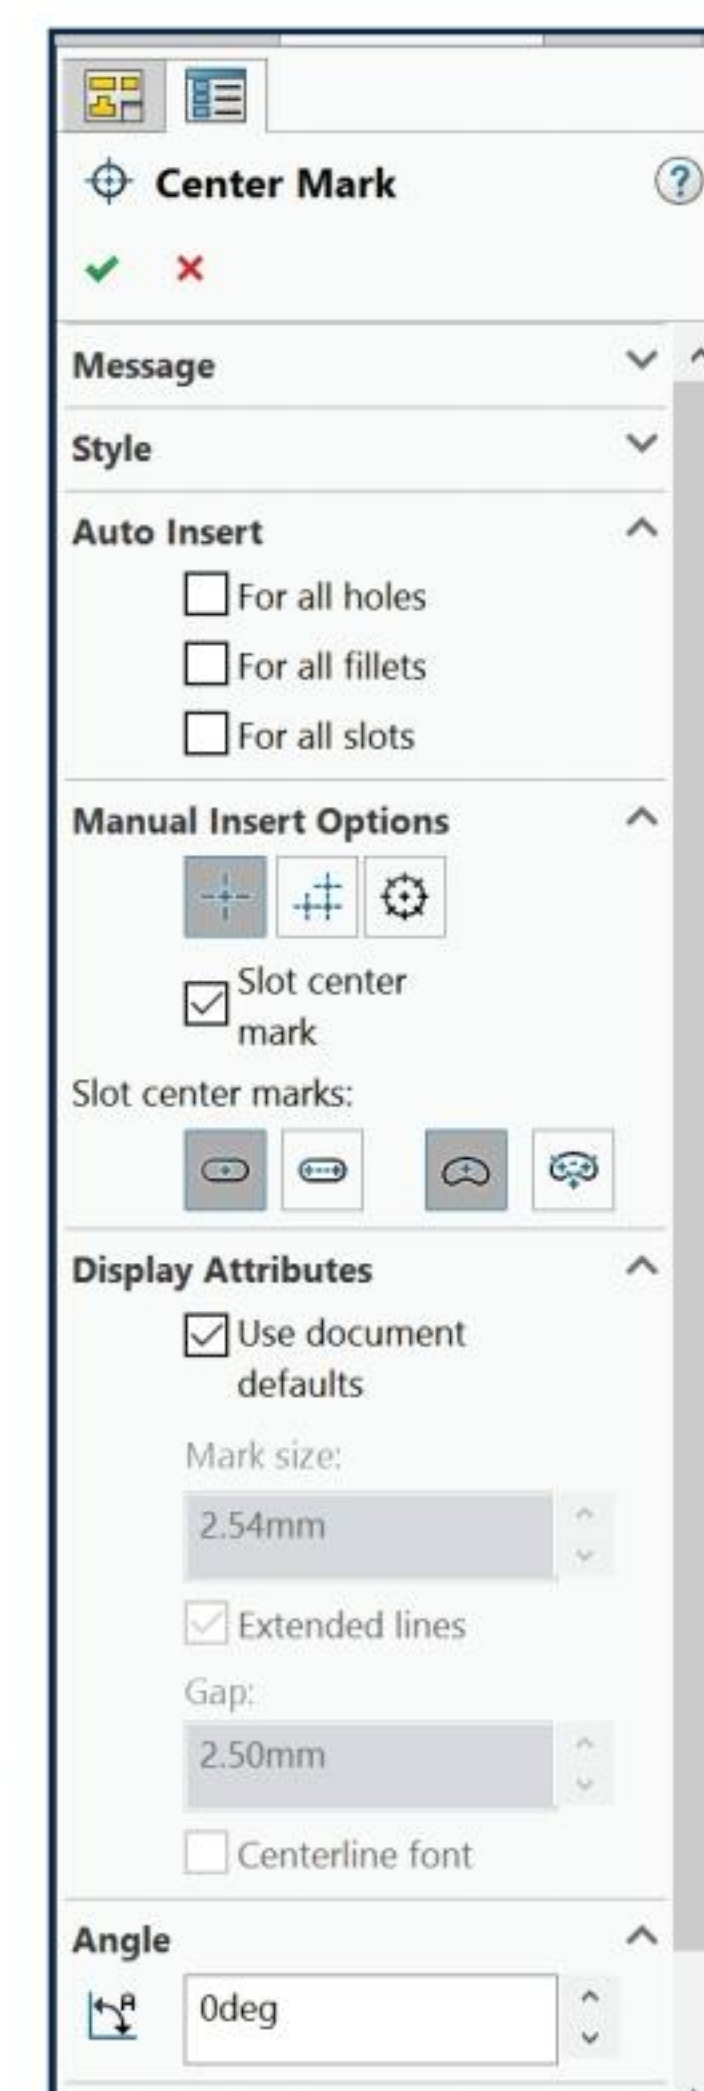 Center Mark
?
Message
Style
Auto Insert
For all holes
For all fillets
For all slots
Manual Insert Options
Slot center
mark
Slot center marks:
Display Attributes
Use document
defaults
Mark size:
2.54mm
Extended lines
Gap:
2.50mm
Centerline font
Angle
A
0deg